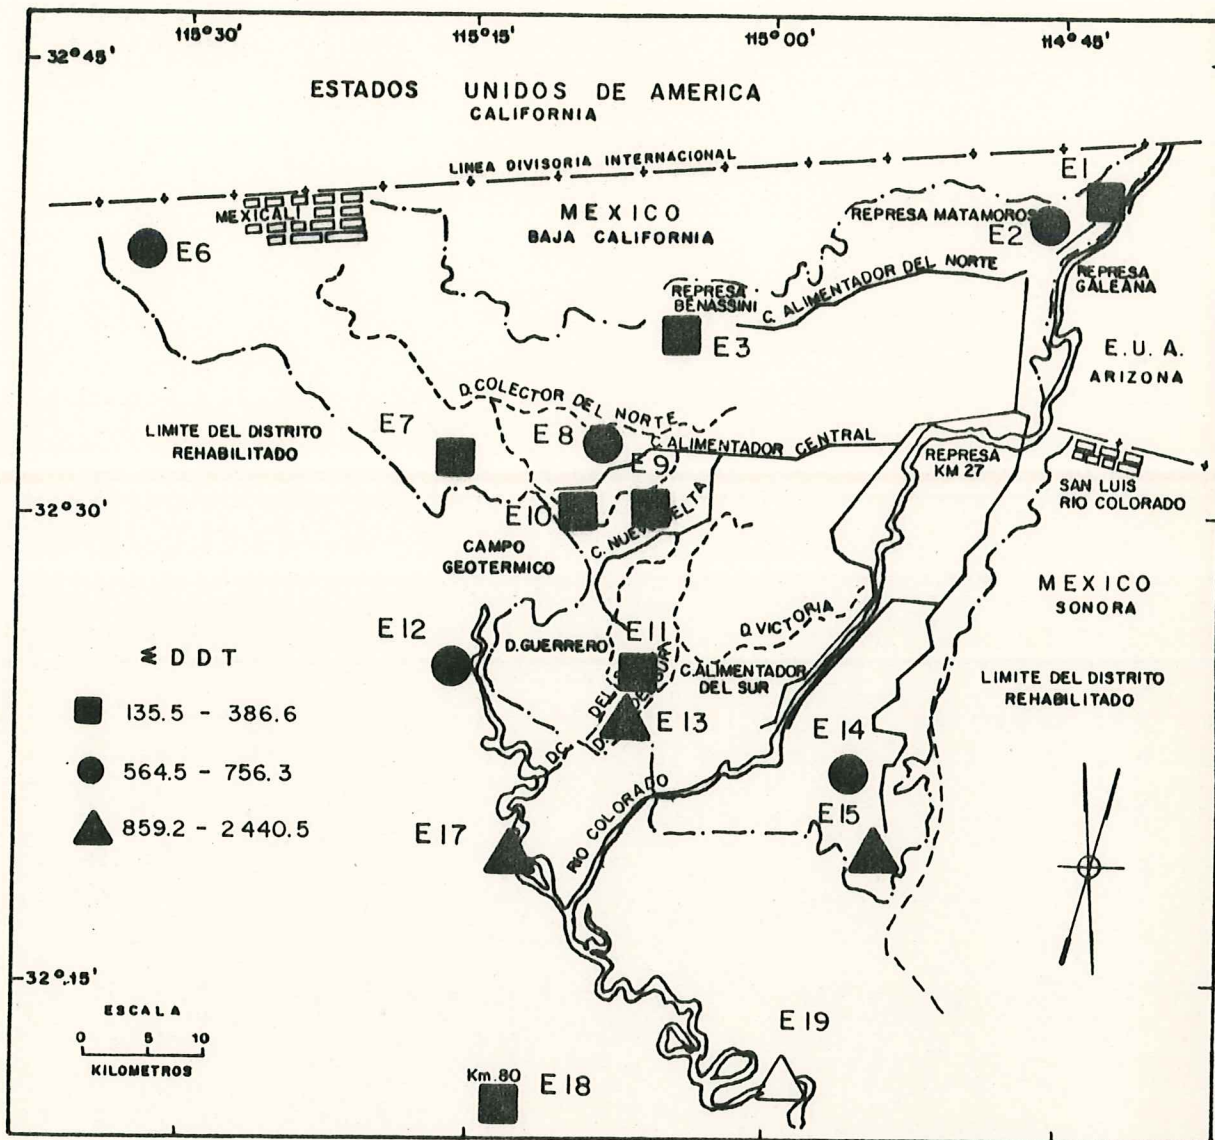 115°30'
115°15'
115°00'
114°45'
32°45'
ESTADOS UNIDOS DE AMERICA
CALIFORNIA
LINEA DIVISORIA INTERNACIONAL
E1
MEXICALI
MEXICO
BAJA CALIFORNIA
REPRESA MATAMOROS
E2
E6
REPRESA
GALEANA
REPRESA
BENASSINI
C. ALIMENTADOR DEL NORTE
E3
E.U.A.
ARIZONA
D. COLECTOR DEL NORTE
LIMITE DEL DISTRITO
REHABILITADO
E7
E8
C. ALIMENTADOR CENTRAL
E9
REPRESA
KM 27
SAN LUIS
RIO COLORADO
32°30'
E10
C. NUEVO DELTA
CAMPO
GEOTERMICO
MEXICO
SONORA
E12
D. GUERRERO
E11
D. VICTORIA
C. ALIMENTADOR
DEL SUR
LIMITE DEL DISTRITO
REHABILITADO
D.C.
DEL
SUR
E13
E14
E15
RIO COLORADO
E17
≤ D D T
135.5 - 386.6
564.5 - 756.3
859.2 - 2 440.5
32°.15'
ESCALA
0 5 10
KILOMETROS
E19
Km.80
E18